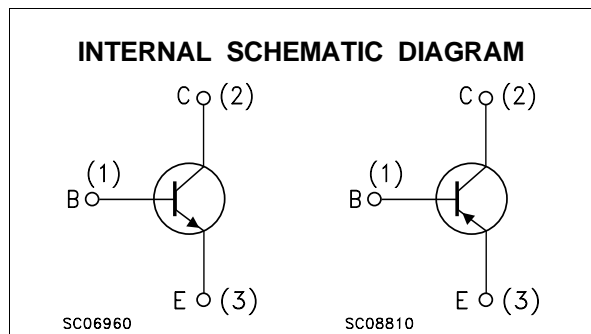 INTERNAL SCHEMATIC DIAGRAM
C (2) C (2)
(1) (1)
B B
E (3) E (3)
SC06960 SC08810